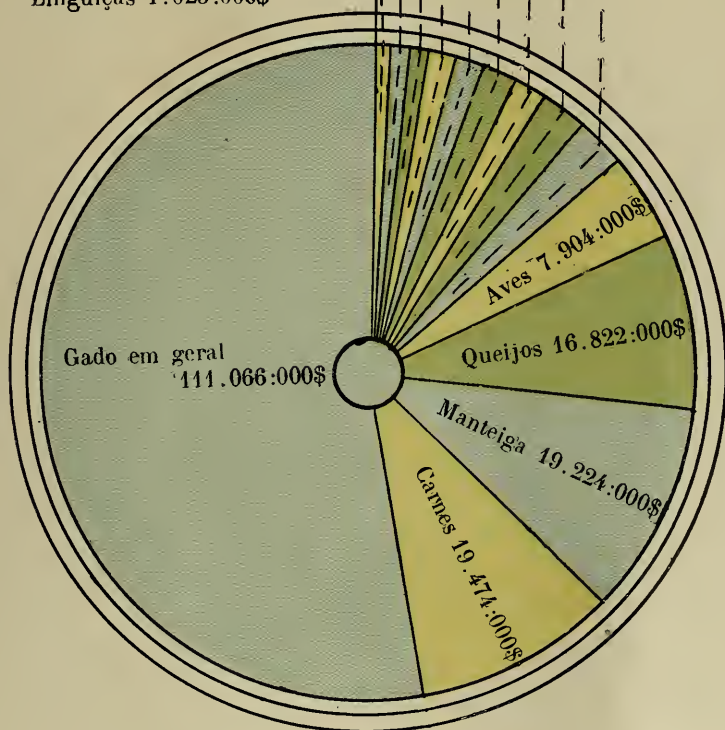 Aves 7.904:000$
Queijos 16.822:000$
Gado em geral
111.066:000$
Manteiga 19.224:000$
Carnes 19.474:000$